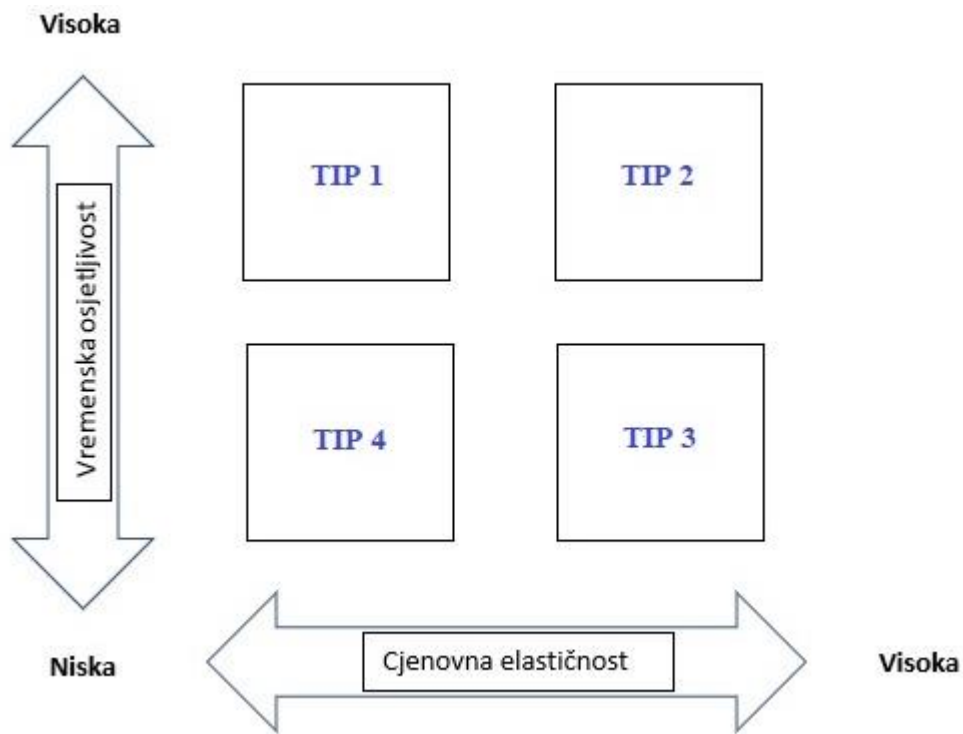 Visoka
TIP 1
TIP 2
Vremenska osjetljivost
TIP 4
TIP 3
Niska
Cjenovna elastičnost
Visoka